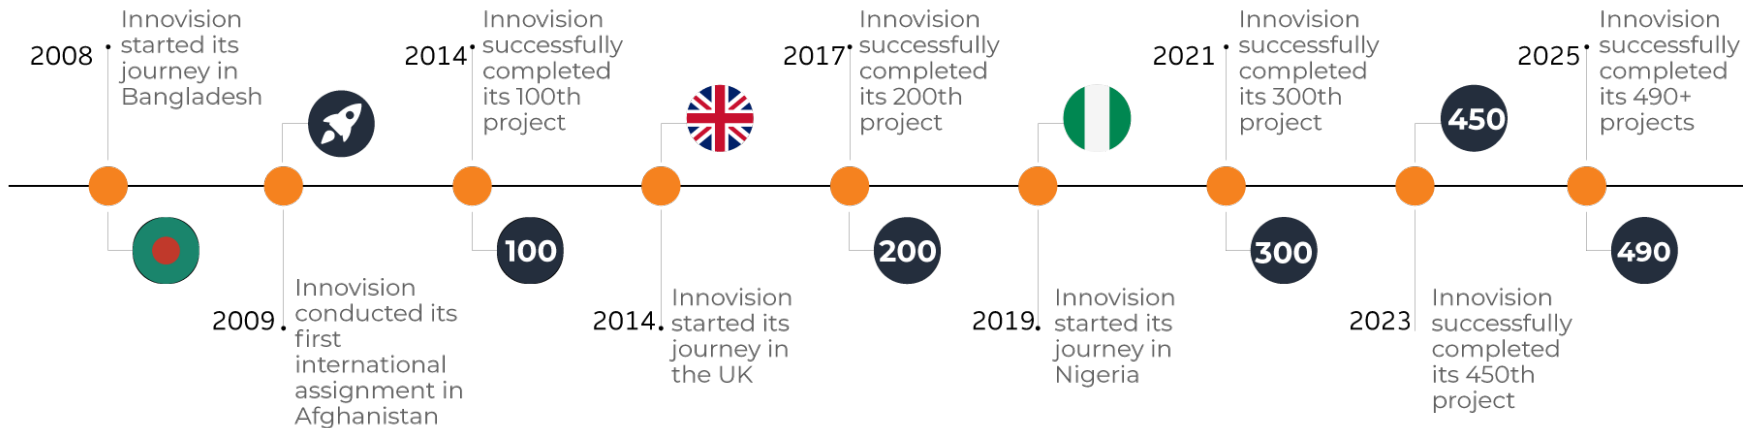 2008
Innovision
started its
journey in
Bangladesh
2009
Innovision
conducted its
first
international
assignment in
Afghanistan
2014
Innovision
successfully
completed
its 100th
project
100
2014
Innovision
started its
journey in
the UK
2017
Innovision
successfully
completed
its 200th
project
200
2019
Innovision
started its
journey in
Nigeria
2021
Innovision
successfully
completed
its 300th
project
300
450
2023
Innovision
successfully
completed
its 450th
project
2025
Innovision
successfully
completed
its 490+
projects
490